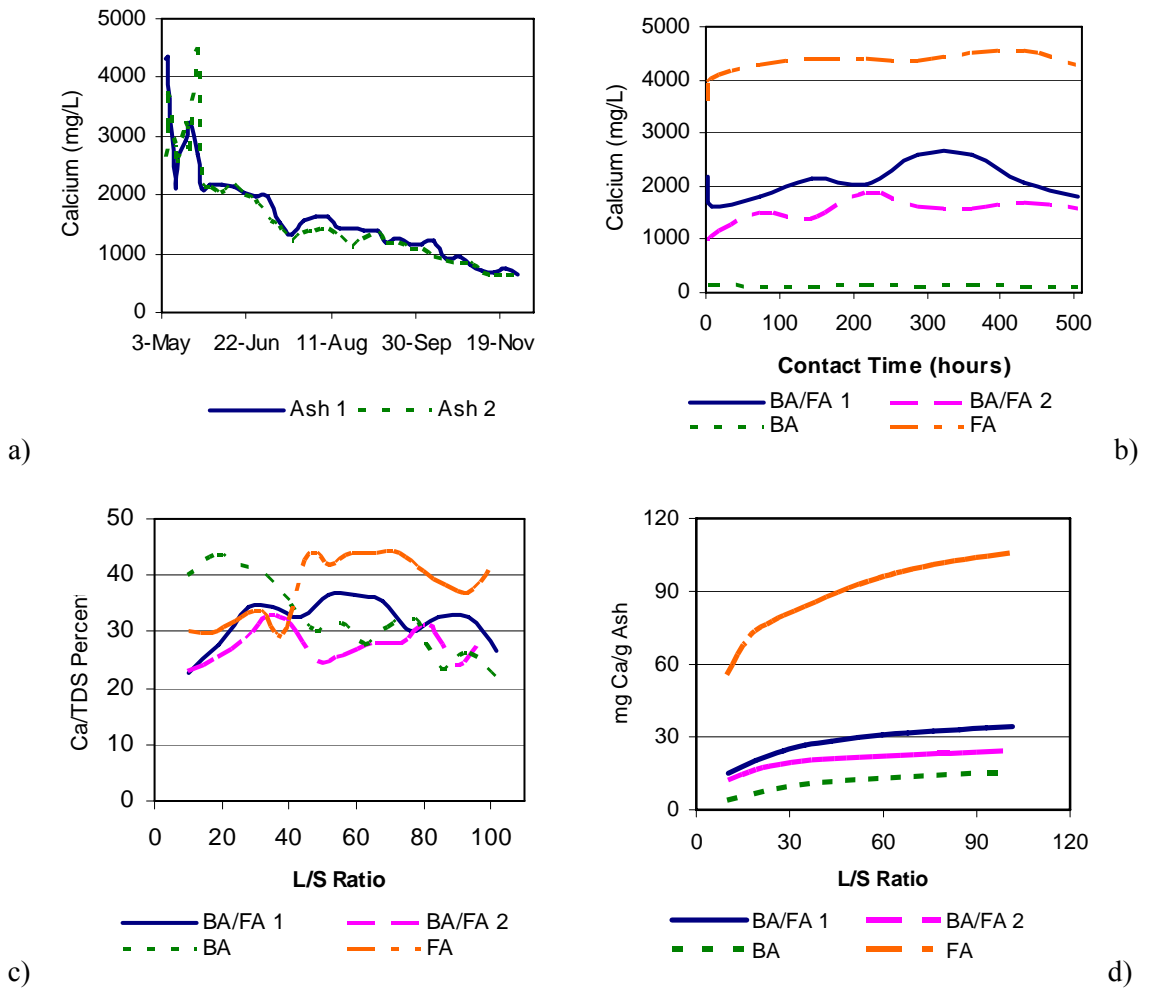 5000
4000
3000
2000
1000
0
Calcium (mg/L)
3-May 22-Jun 11-Aug 30-Sep 19-Nov
Ash 1 Ash 2
a)
5000
4000
3000
2000
1000
0
Calcium (mg/L)
0 100 200 300 400 500
Contact Time (hours)
BA/FA 1 BA/FA 2
BA FA
b)
50
40
30
20
10
0
Ca/TDS Percent
0 20 40 60 80 100
L/S Ratio
BA/FA 1 BA/FA 2
BA FA
c)
120
90
60
30
0
mg Ca/g Ash
0 30 60 90 120
L/S Ratio
BA/FA 1 BA/FA 2
BA FA
d)